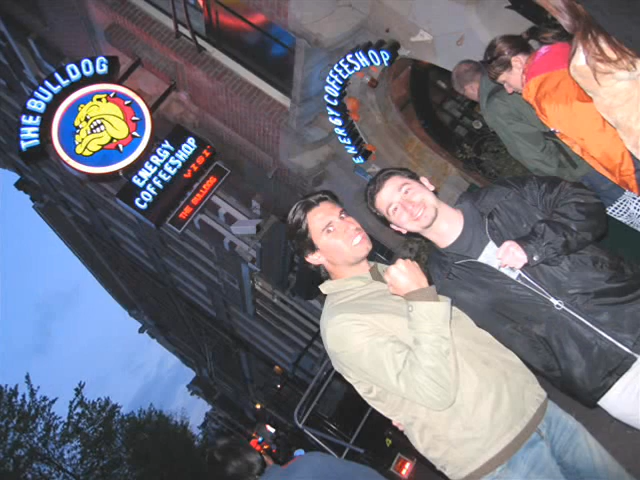 THE BULLDOG
ENERGY
COFFEESHOP
THE BULLDOG
ENERGY COFFEESHOP